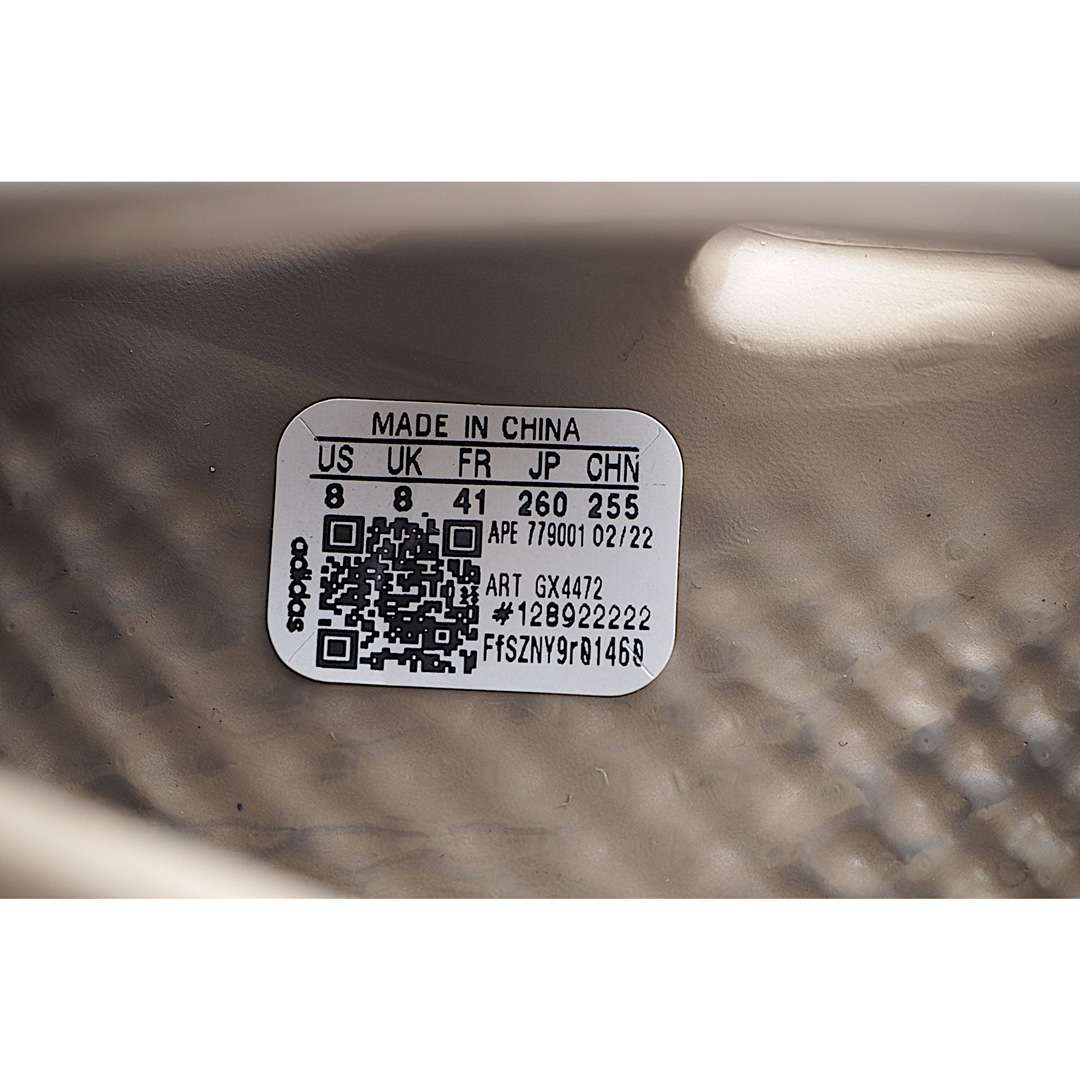 MADE IN CHINA
US UK FR JP CHN
8 8 41 260 255
APE 779001 02/22
ART GX4472
#128922222
FfSZNY9r01460
adidas